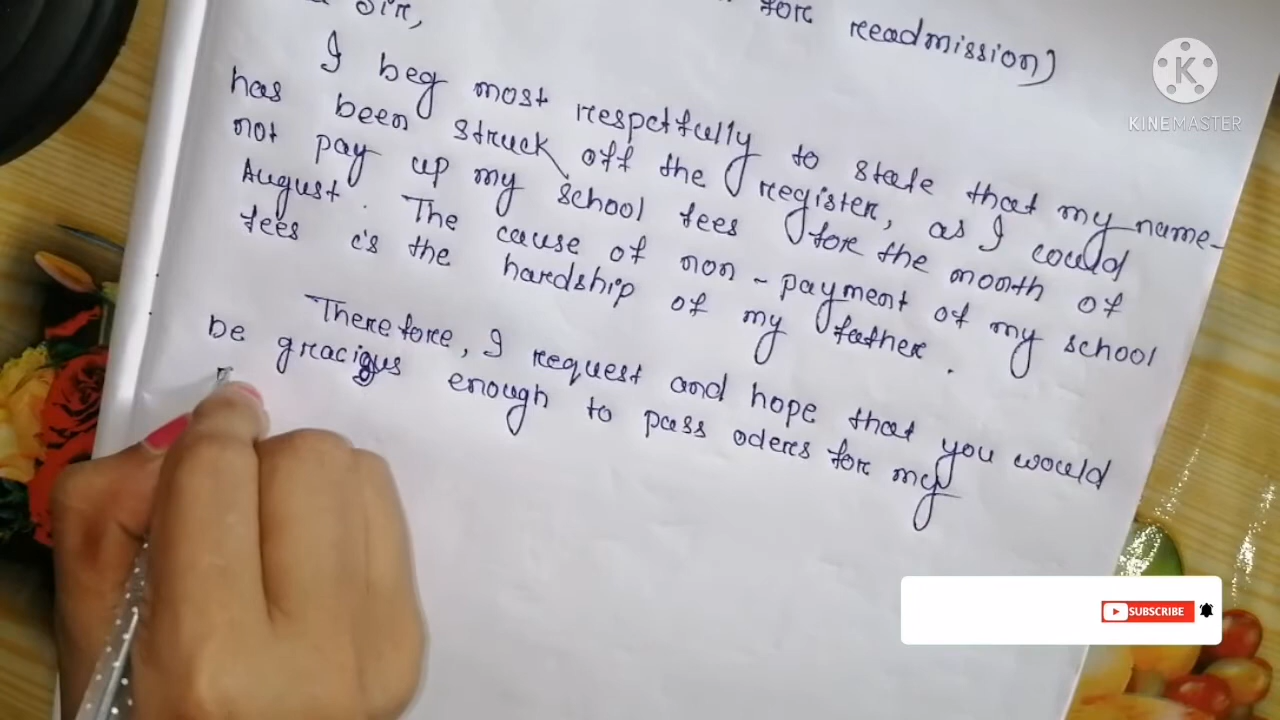 for readmission)
Sir,
I beg most respctfully to state that my name
has been struck off the register, as I could
not pay up my school fees for the month of
August. The cause of non-payment of my school
fees is the hardship of my father.
Therefore, I request and hope that you would
be gracious enough to pass oders for my
KINEMASTER
SUBSCRIBE